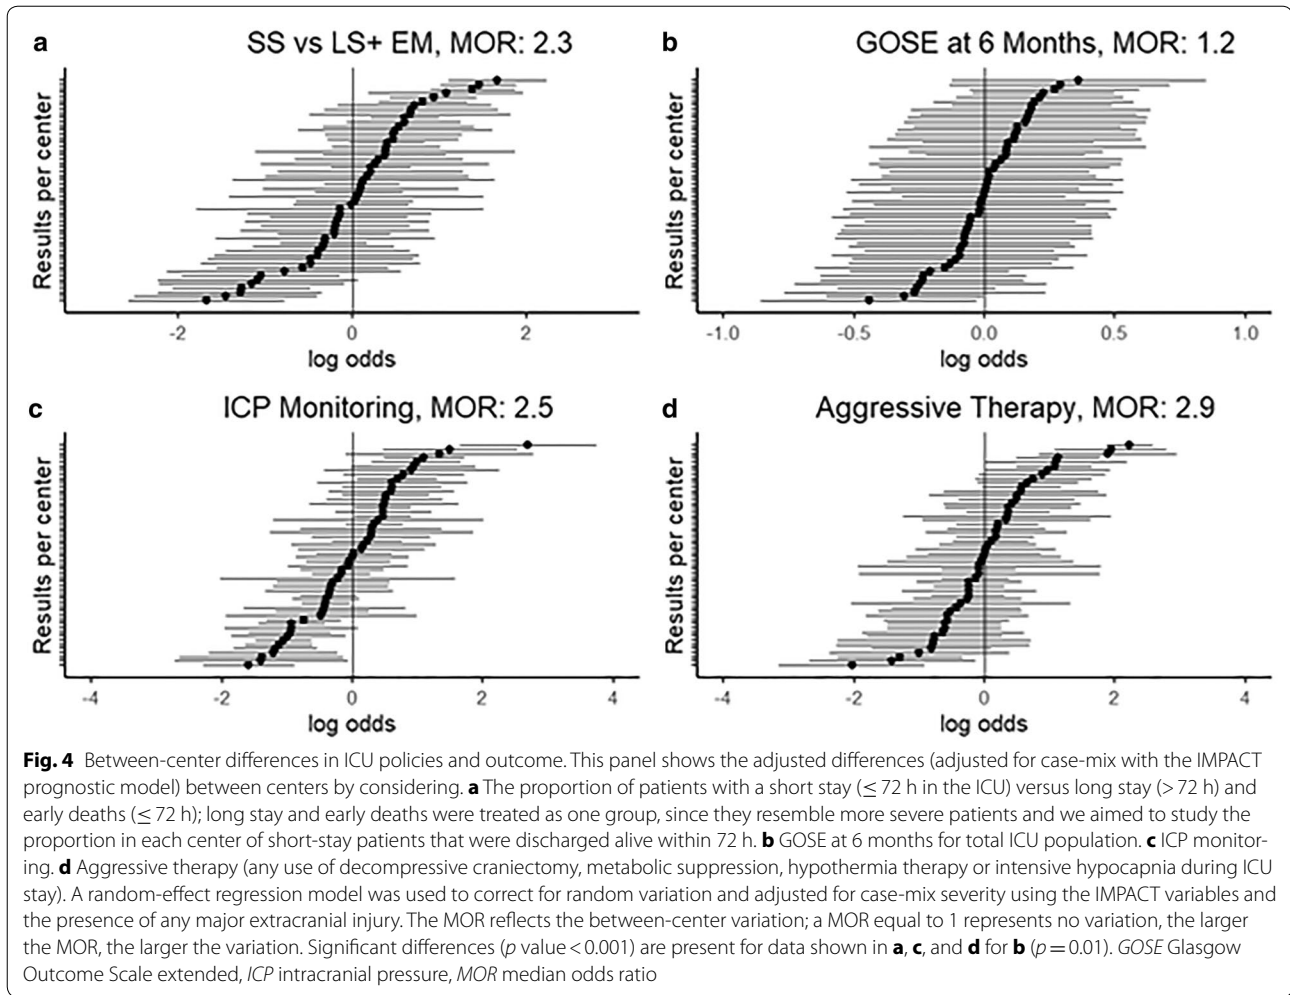 a
SS vs LS+ EM, MOR: 2.3
Results per center
-2 0 2
log odds
b
GOSE at 6 Months, MOR: 1.2
Results per center
-1.0 -0.5 0.0 0.5 1.0
log odds
c
ICP Monitoring, MOR: 2.5
Results per center
-4 -2 0 2 4
log odds
d
Aggressive Therapy, MOR: 2.9
Results per center
-4 -2 0 2 4
log odds
Fig. 4 Between-center differences in ICU policies and outcome. This panel shows the adjusted differences (adjusted for case-mix with the IMPACT
prognostic model) between centers by considering. a The proportion of patients with a short stay (≤ 72 h in the ICU) versus long stay (> 72 h) and
early deaths (≤ 72 h); long stay and early deaths were treated as one group, since they resemble more severe patients and we aimed to study the
proportion in each center of short-stay patients that were discharged alive within 72 h. b GOSE at 6 months for total ICU population. c ICP monitor-
ing. d Aggressive therapy (any use of decompressive craniectomy, metabolic suppression, hypothermia therapy or intensive hypocapnia during ICU
stay). A random-effect regression model was used to correct for random variation and adjusted for case-mix severity using the IMPACT variables and
the presence of any major extracranial injury. The MOR reflects the between-center variation; a MOR equal to 1 represents no variation, the larger
the MOR, the larger the variation. Significant differences (p value < 0.001) are present for data shown in a, c, and d for b (p = 0.01). GOSE Glasgow
Outcome Scale extended, ICP intracranial pressure, MOR median odds ratio